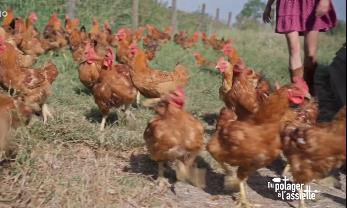 Du potager
à l'assiette